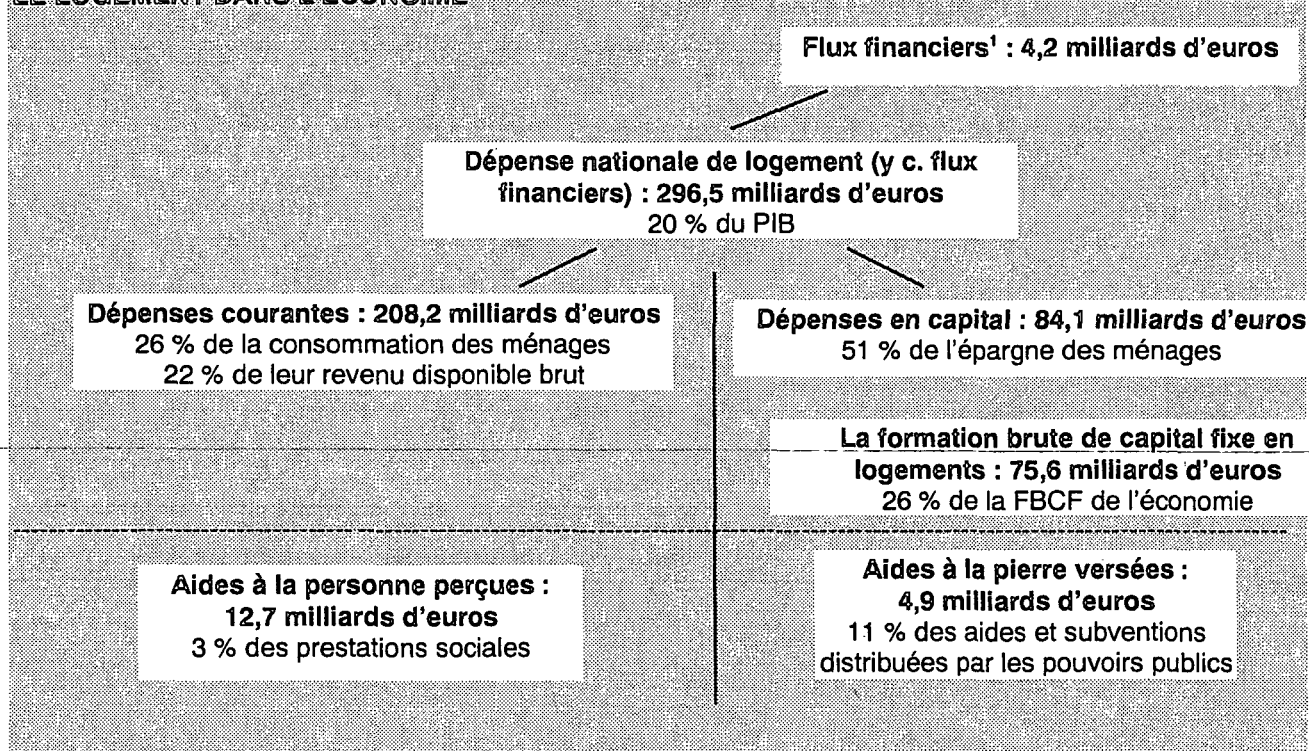 LE LOGEMENT DANS L'ÉCONOMIE
Flux financiers¹ : 4,2 milliards d'euros
Dépense nationale de logement (y c. flux
financiers) : 296,5 milliards d'euros
20 % du PIB
Dépenses courantes : 208,2 milliards d'euros
26 % de la consommation des ménages
22 % de leur revenu disponible brut
Dépenses en capital : 84,1 milliards d'euros
51 % de l'épargne des ménages
La formation brute de capital fixe en
logements : 75,6 milliards d'euros
26 % de la FBCF de l'économie
Aides à la personne perçues :
12,7 milliards d'euros
3 % des prestations sociales
Aides à la pierre versées :
4,9 milliards d'euros
11 % des aides et subventions
distribuées par les pouvoirs publics